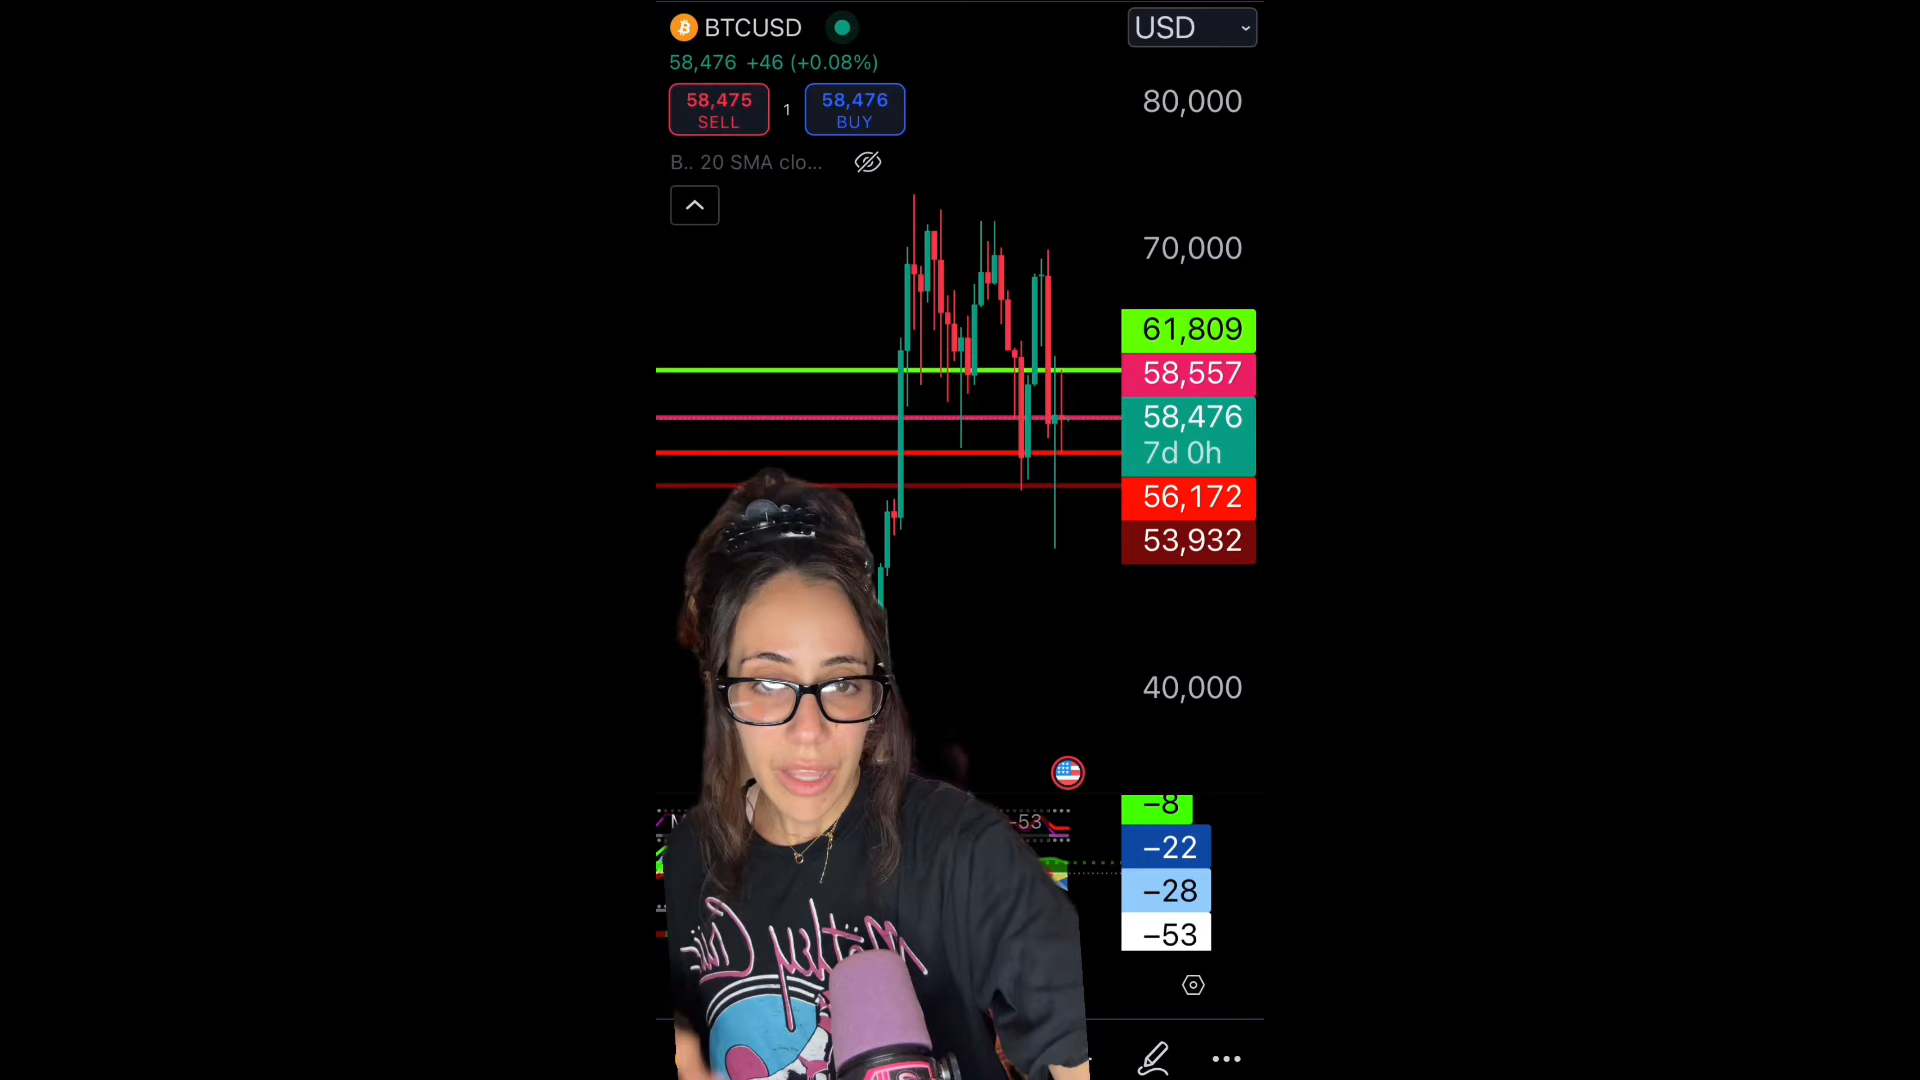 BTCUSD
USD
58,476 +46 (+0.08%)
58,475
SELL
1
58,476
BUY
B.. 20 SMA clo...
80,000
70,000
61,809
58,557
58,476
7d 0h
56,172
53,932
40,000
-53
−8
−22
−28
−53
Mötley Crüe